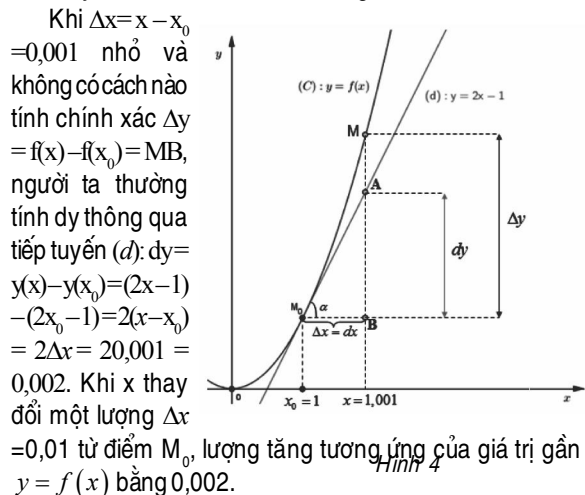 Khi Δx= x – x₀
=0,001 nhỏ và
không có cách nào
tính chính xác Δy
= f(x)–f(x₀)= MB,
người ta thường
tính dy thông qua
tiếp tuyến (d): dy=
y(x)–y(x₀)=(2x–1)
–(2x₀–1)=2(x–x₀)
= 2Δx = 20,001 =
0,002. Khi x thay
đổi một lượng Δx
=0,01 từ điểm M₀, lượng tăng tương ứng của giá trị gần
y = f(x) bằng 0,002.
y
(C) : y = f(x)
(d) : y = 2x − 1
M
A
Δy
dy
M₀
α
B
Δx = dx
0
x₀ = 1
x = 1,001
x
Hình 4